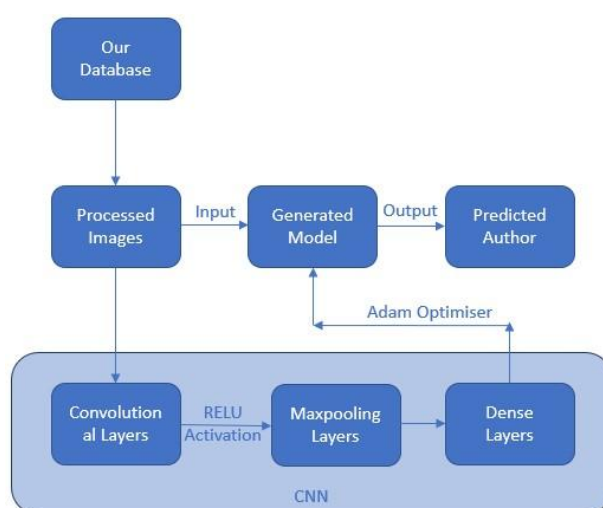 Our
Database
Processed
Images
Input
Generated
Model
Output
Predicted
Author
Adam Optimiser
Convolution
al Layers
RELU
Activation
Maxpooling
Layers
Dense
Layers
CNN